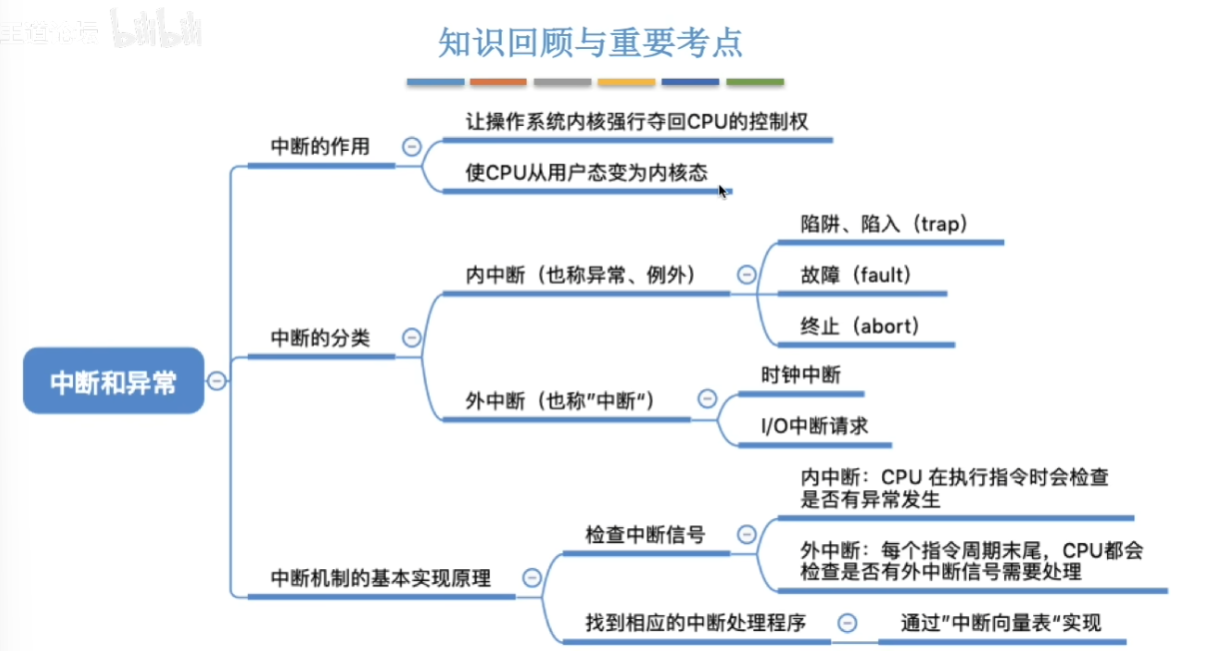 王道论坛 bilibili
知识回顾与重要考点
中断的作用
让操作系统内核强行夺回CPU的控制权
使CPU从用户态变为内核态
中断和异常
中断的分类
内中断（也称异常、例外）
陷阱、陷入（trap）
故障（fault）
终止（abort）
外中断（也称”中断“）
时钟中断
I/O中断请求
中断机制的基本实现原理
检查中断信号
内中断：CPU 在执行指令时会检查
是否有异常发生
外中断：每个指令周期末尾，CPU都会
检查是否有外中断信号需要处理
找到相应的中断处理程序
通过”中断向量表“实现